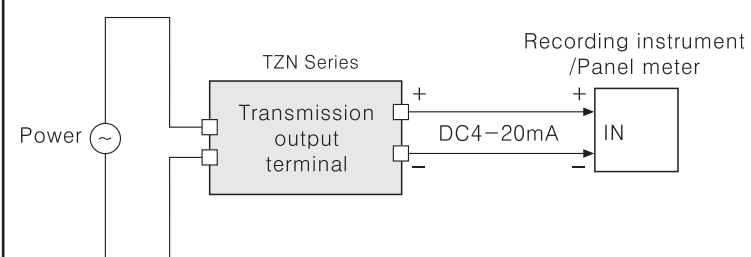 Recording instrument
/Panel meter
TZN Series
Transmission
output
terminal
Power
~
+
−
DC4−20mA
+
−
IN